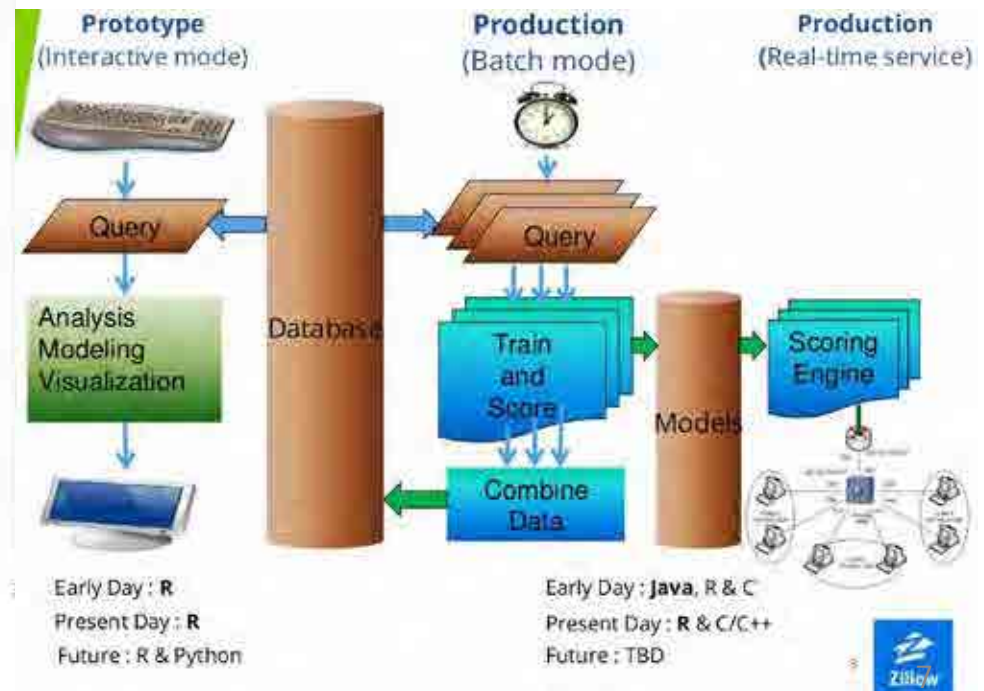 Prototype
(Interactive mode)
Production
(Batch mode)
Production
(Real-time service)
Query
Analysis
Modeling
Visualization
Database
Query
Train
and
Score
Combine
Data
Models
Scoring
Engine
Early Day : R
Present Day : R
Future : R & Python
Early Day : Java, R & C
Present Day : R & C/C++
Future : TBD
7
Zillow